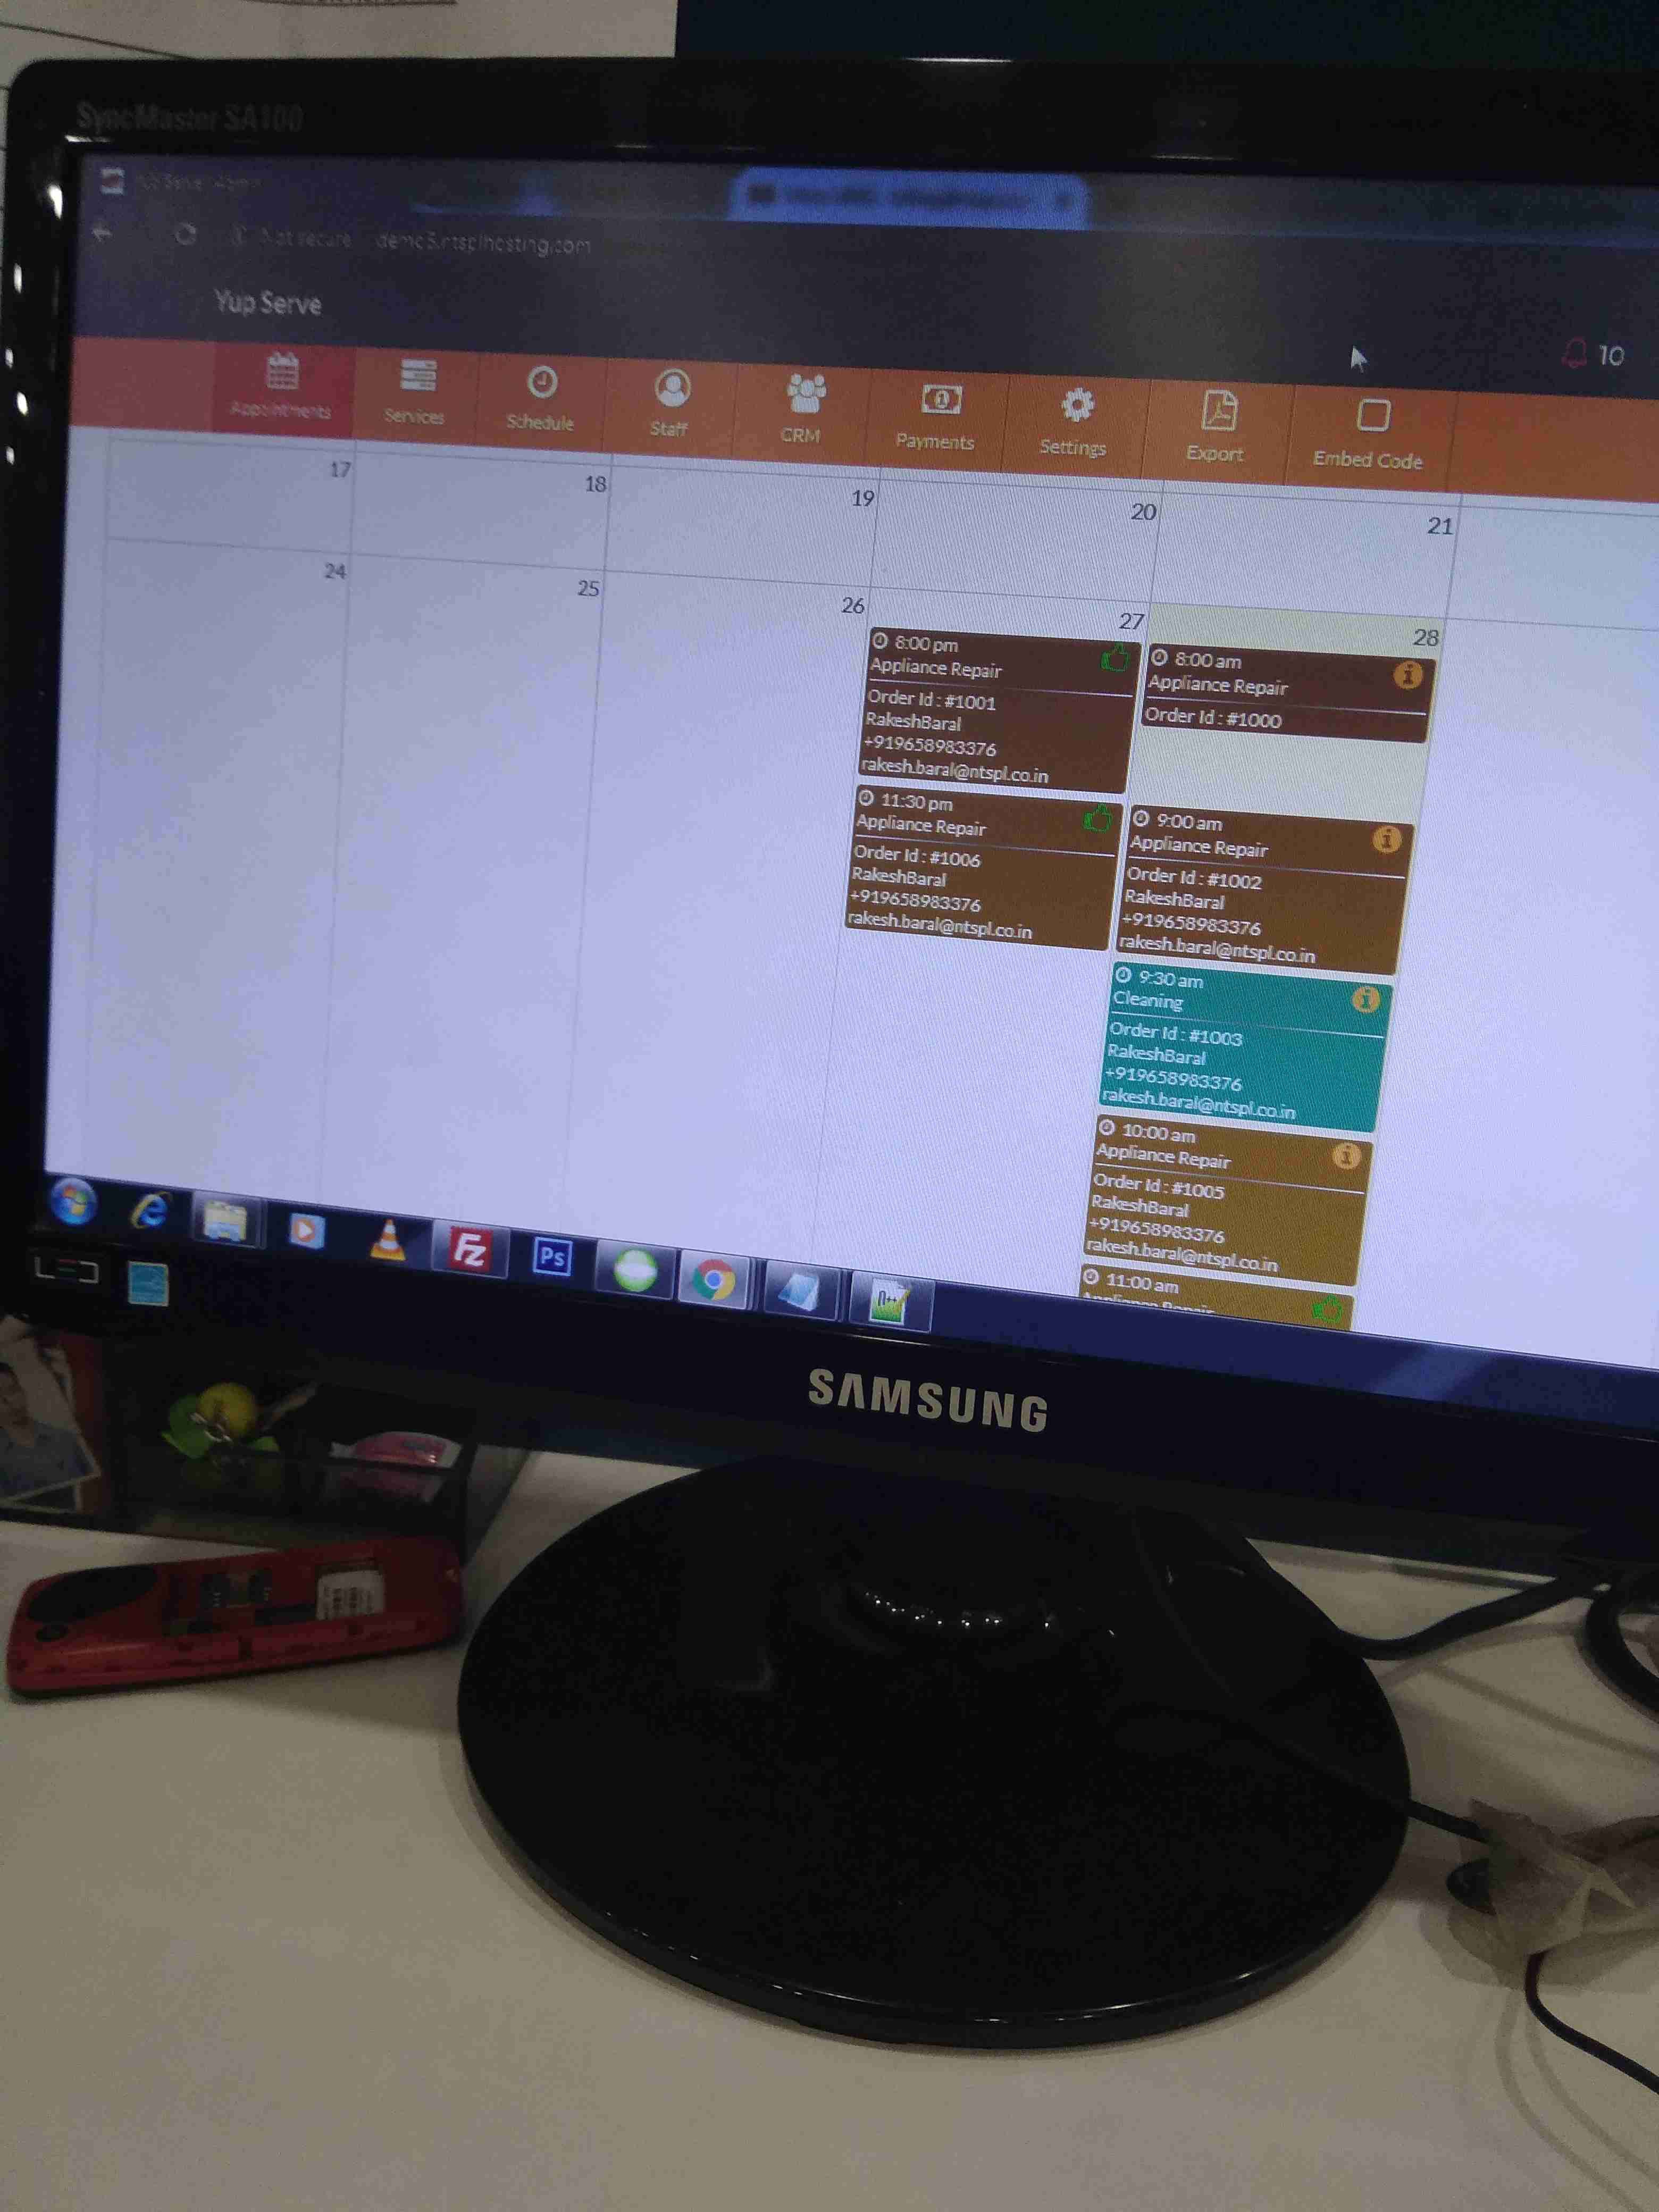 SyncMaster SA100
Not secure
Yup Serve
10
Appointments
Services
Schedule
Staff
CRM
Payments
Settings
Export
Embed Code
17
18
19
20
21
24
25
26
27
28
8:00 pm
Appliance Repair
Order Id : #1001
RakeshBaral
+919658983376
rakesh.baral@ntspl.co.in
11:30 pm
Appliance Repair
Order Id : #1006
RakeshBaral
+919658983376
rakesh.baral@ntspl.co.in
8:00 am
Appliance Repair
Order Id : #1000
9:00 am
Appliance Repair
Order Id : #1002
RakeshBaral
+919658983376
rakesh.baral@ntspl.co.in
9:30 am
Cleaning
Order Id : #1003
RakeshBaral
+919658983376
rakesh.baral@ntspl.co.in
10:00 am
Appliance Repair
Order Id : #1005
RakeshBaral
+919658983376
rakesh.baral@ntspl.co.in
11:00 am
Appliance Repair
Fz
Ps
LED
SAMSUNG